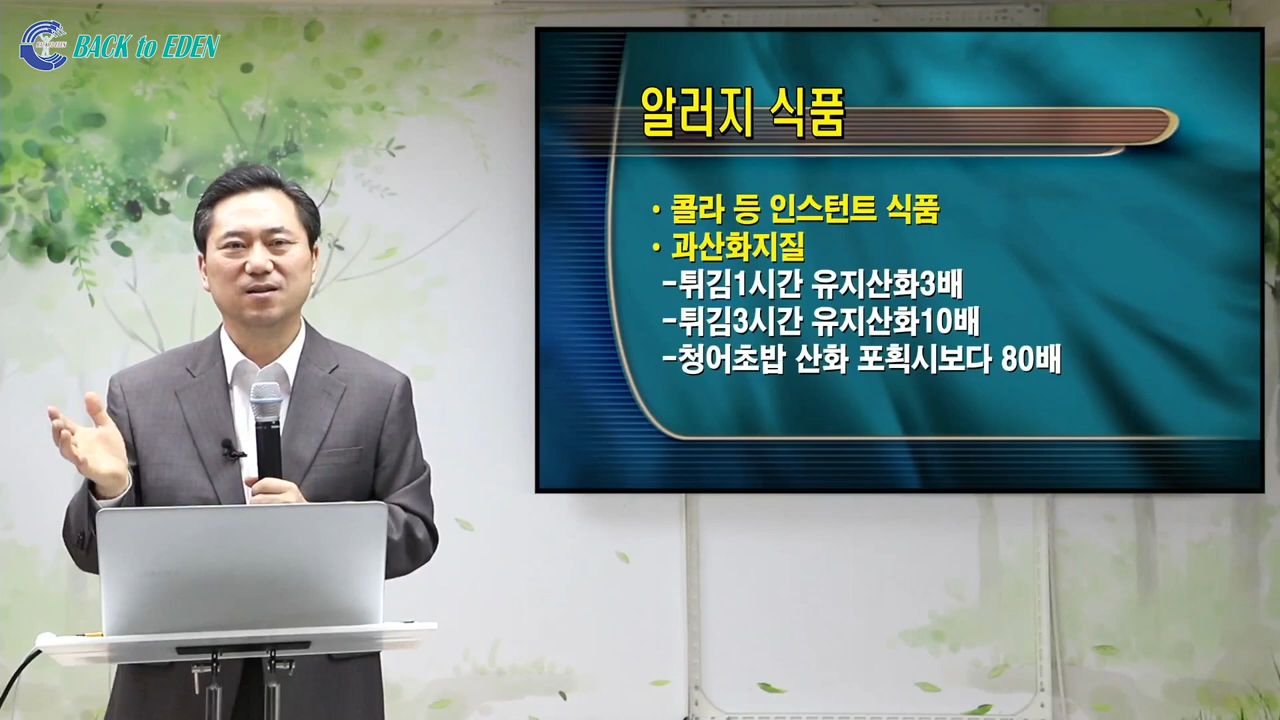 BACK to EDEN
알러지 식품
· 콜라 등 인스턴트 식품
· 과산화지질
-튀김1시간 유지산화3배
-튀김3시간 유지산화10배
-청어초밥 산화 포획시보다 80배